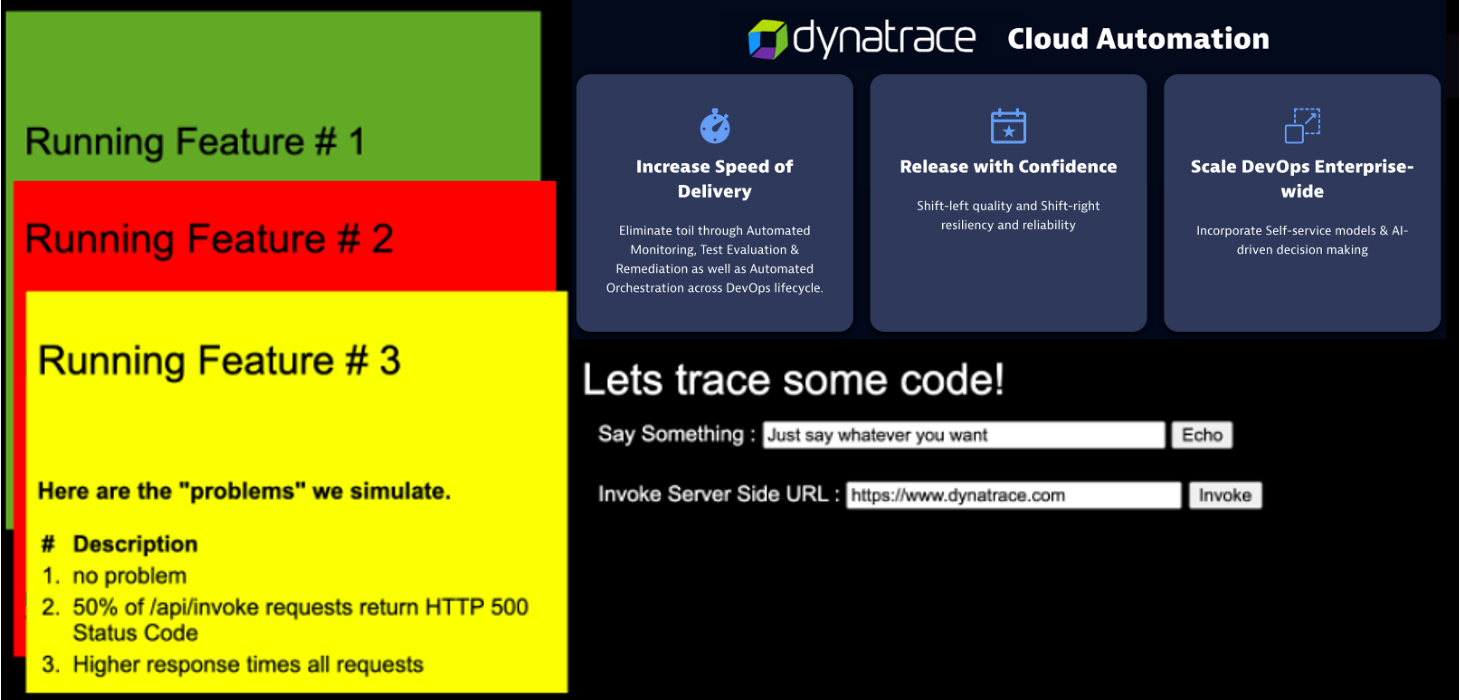 Running Feature # 1
Running Feature # 2
Running Feature # 3
Here are the "problems" we simulate.
# Description
1. no problem
2. 50% of /api/invoke requests return HTTP 500
Status Code
3. Higher response times all requests
dynatrace Cloud Automation
Increase Speed of
Delivery
Eliminate toil through Automated
Monitoring, Test Evaluation &
Remediation as well as Automated
Orchestration across DevOps lifecycle.
Release with Confidence
Shift-left quality and Shift-right
resiliency and reliability
Scale DevOps Enterprise-
wide
Incorporate Self-service models & AI-
driven decision making
Lets trace some code!
Say Something : Just say whatever you want Echo
Invoke Server Side URL : https://www.dynatrace.com Invoke